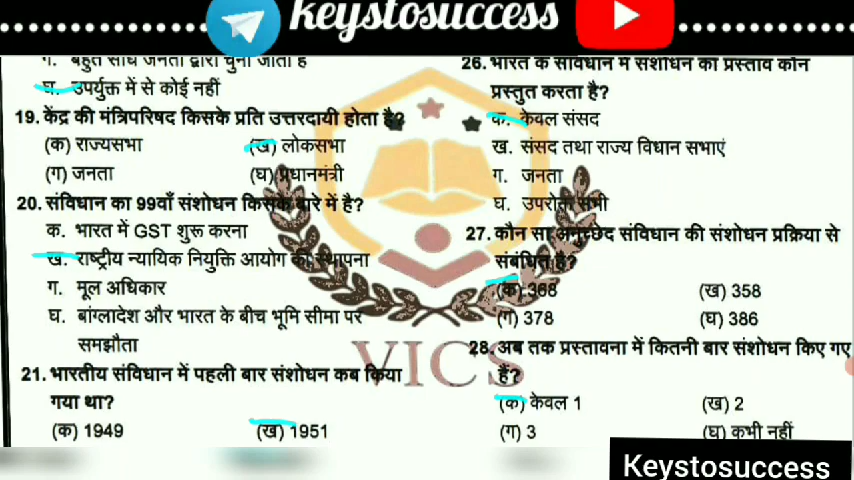 keystosuccess
ग. बहुत सीधे जनता द्वारा चुनी जाती है
घ. उपर्युक्त में से कोई नहीं
19. केंद्र की मंत्रिपरिषद किसके प्रति उत्तरदायी होता है?
(क) राज्यसभा (ख) लोकसभा
(ग) जनता (घ) प्रधानमंत्री
20. संविधान का 99वाँ संशोधन किसके बारे में है?
क. भारत में GST शुरू करना
ख. राष्ट्रीय न्यायिक नियुक्ति आयोग की स्थापना
ग. मूल अधिकार
घ. बांग्लादेश और भारत के बीच भूमि सीमा पर
समझौता
21. भारतीय संविधान में पहली बार संशोधन कब किया
गया था?
(क) 1949 (ख) 1951
26. भारत के संविधान में संशोधन का प्रस्ताव कौन
प्रस्तुत करता है?
क. केवल संसद
ख. संसद तथा राज्य विधान सभाएं
ग. जनता
घ. उपरोक्त सभी
27. कौन सा अनुच्छेद संविधान की संशोधन प्रक्रिया से
संबंधित है?
(क) 368 (ख) 358
(ग) 378 (घ) 386
28. अब तक प्रस्तावना में कितनी बार संशोधन किए गए
हैं?
(क) केवल 1 (ख) 2
(ग) 3 (घ) कभी नहीं
VICS
Keystosuccess